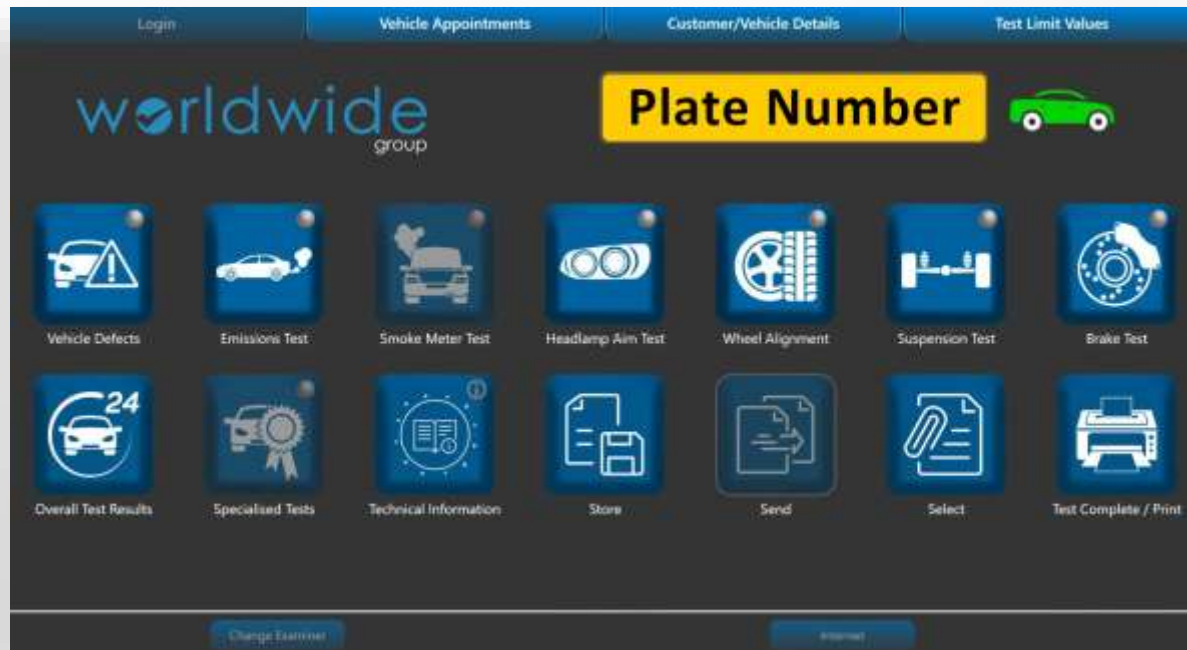 Login Vehicle Appointments Customer/Vehicle Details Test Limit Values
worldwide
group
Plate Number
Vehicle Defects Emissions Test Smoke Meter Test Headlamp Aim Test Wheel Alignment Suspension Test Brake Test
24
Overall Test Results Specialised Tests Technical Information Store Send Select Test Complete / Print
Change Examiner Internet